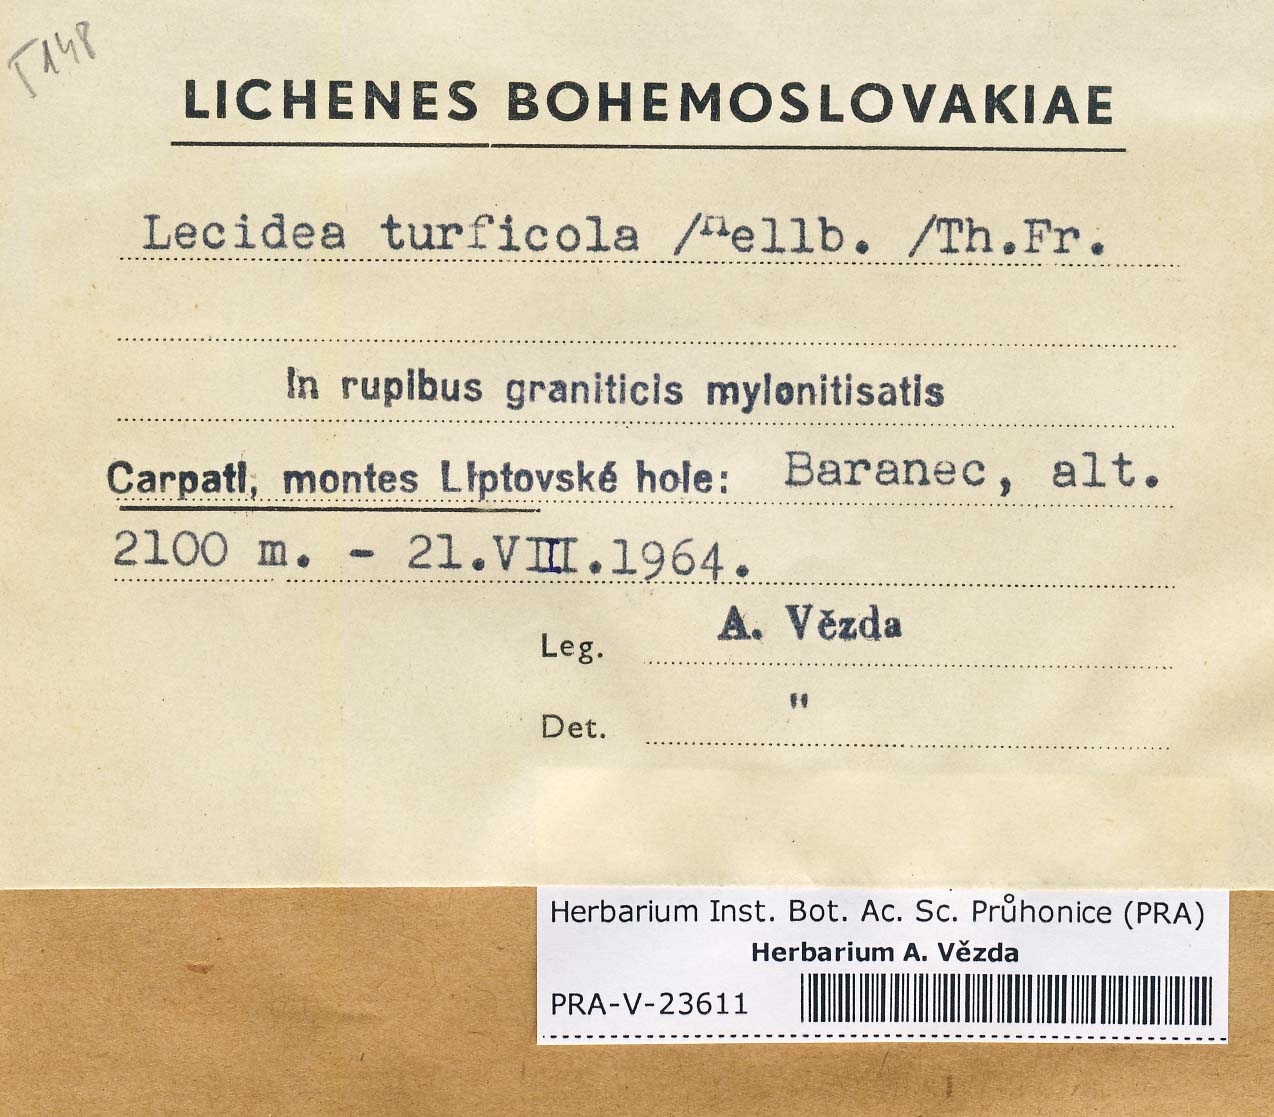 T148
LICHENES BOHEMOSLOVAKIAE
Lecidea turficola /Hellb. /Th.Fr.
In rupibus graniticis mylonitisatis
Carpati, montes Liptovské hole: Baranec, alt.
2100 m. - 21.VIII.1964.
Leg. A. Vězda
Det. "
Herbarium Inst. Bot. Ac. Sc. Průhonice (PRA)
Herbarium A. Vězda
PRA-V-23611